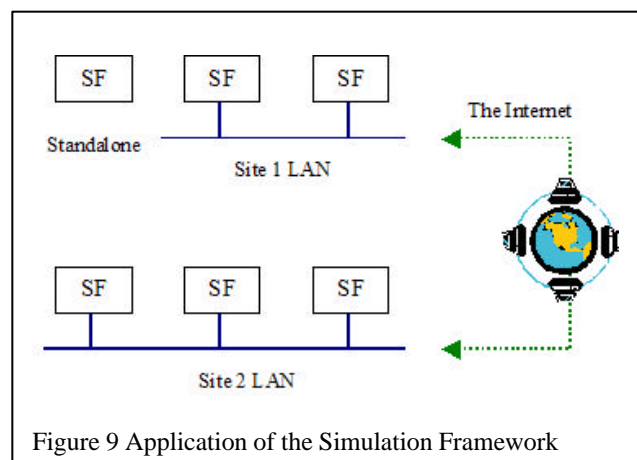 SF SF SF
The Internet
Standalone
Site 1 LAN
SF SF SF
Site 2 LAN
Figure 9 Application of the Simulation Framework